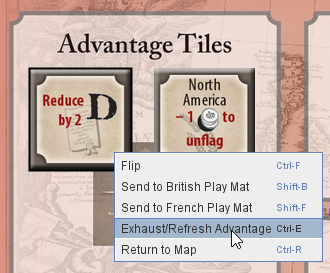 Advantage Tiles
Reduce
by 2 D
North
America
– 1 to
unflag
Flip Ctrl-F
Send to British Play Mat Shift-B
Send to French Play Mat Shift-F
Exhaust/Refresh Advantage Ctrl-E
Return to Map Ctrl-R